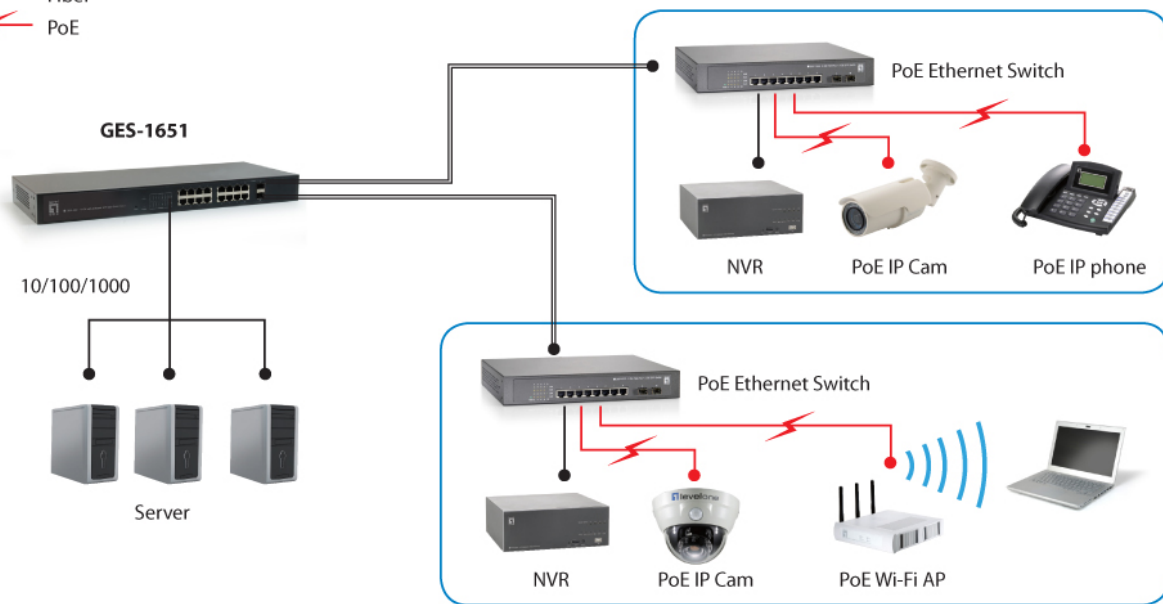 PoE
GES-1651
10/100/1000
Server
PoE Ethernet Switch
NVR
PoE IP Cam
PoE IP phone
PoE Ethernet Switch
levelone
NVR
PoE IP Cam
PoE Wi-Fi AP